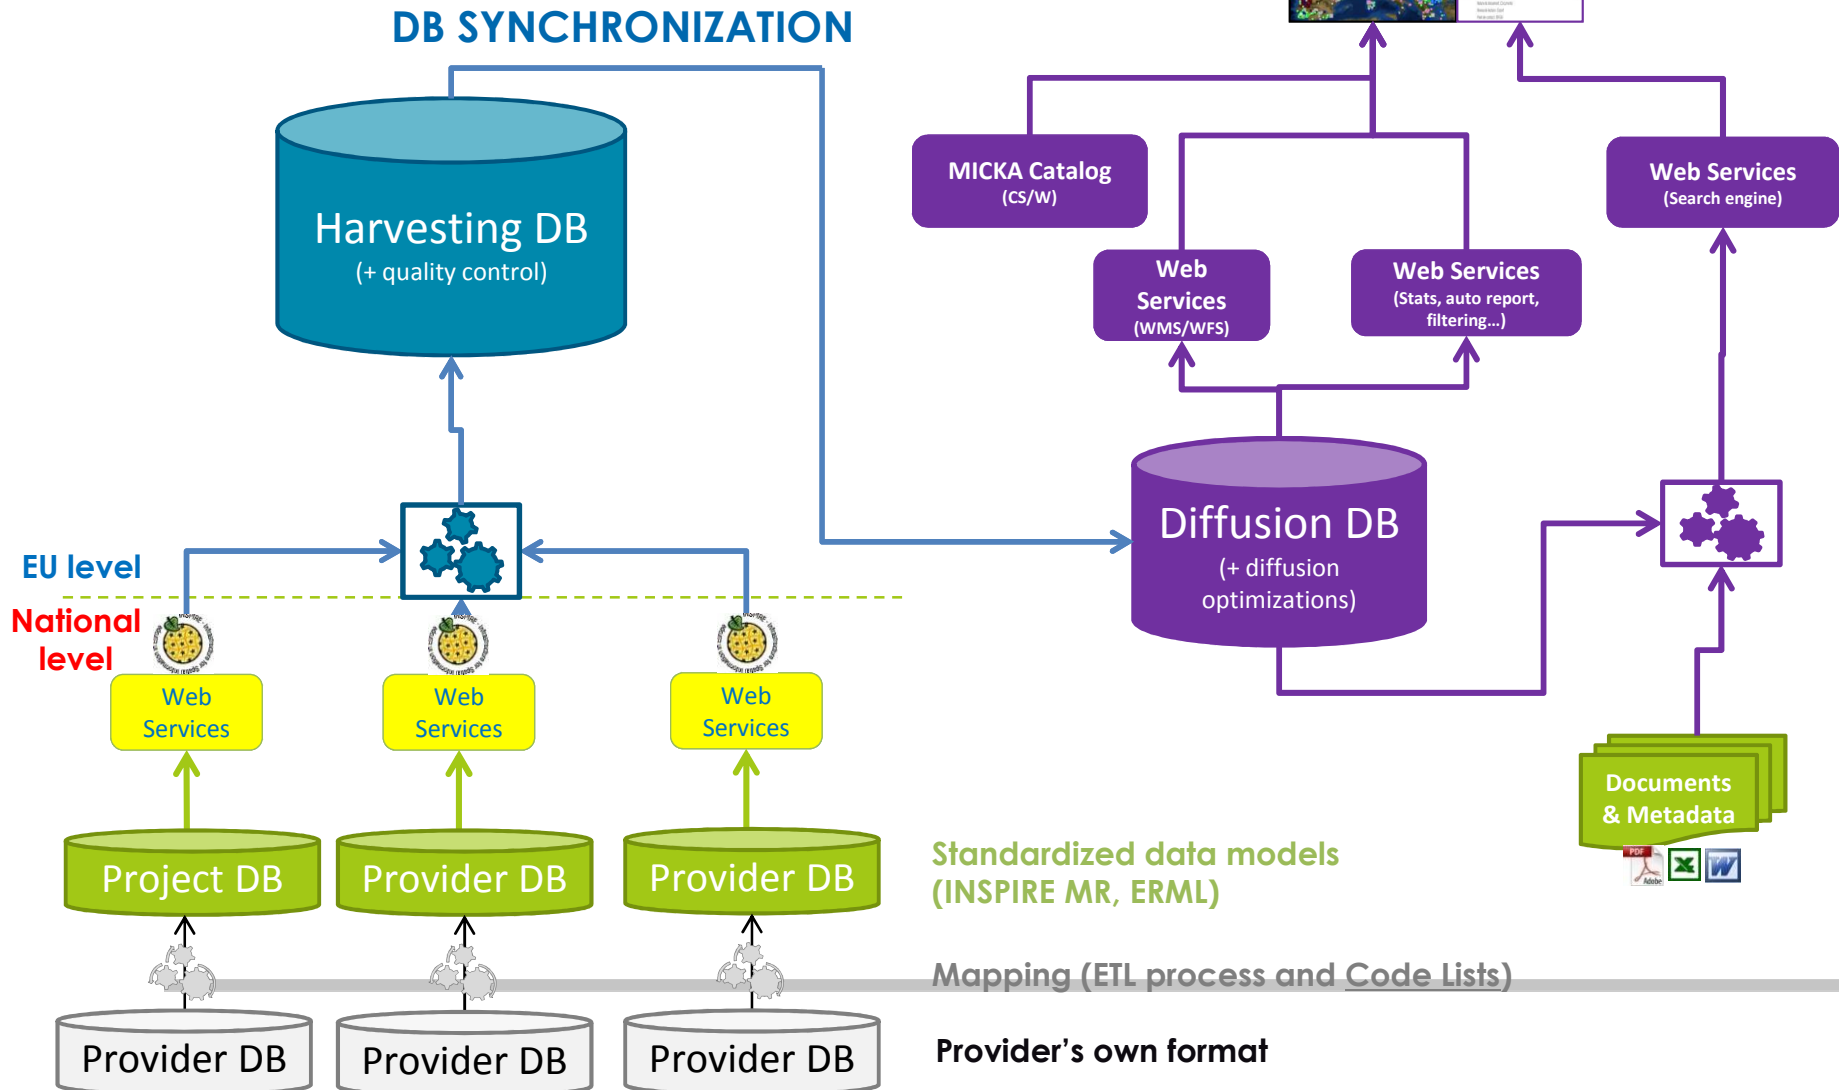 DB SYNCHRONIZATION
Harvesting DB
(+ quality control)
MICKA Catalog
(CS/W)
Web
Services
(WMS/WFS)
Web Services
(Stats, auto report,
filtering...)
Web Services
(Search engine)
Diffusion DB
(+ diffusion
optimizations)
EU level
National
level
Web
Services
Web
Services
Web
Services
Documents
& Metadata
PDF
Adobe
Project DB
Provider DB
Provider DB
Standardized data models
(INSPIRE MR, ERML)
Mapping (ETL process and Code Lists)
Provider DB
Provider DB
Provider DB
Provider's own format